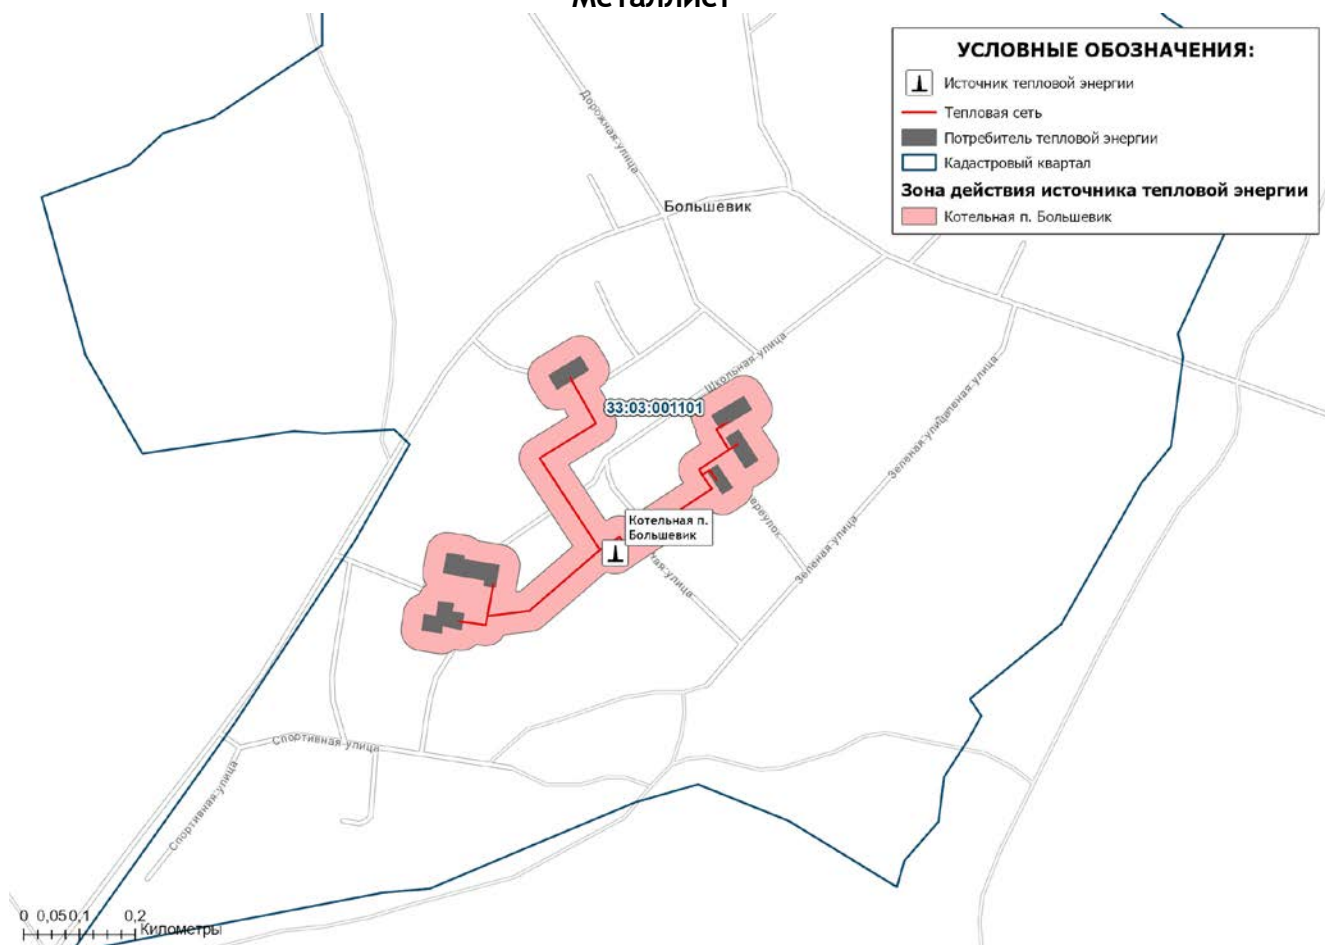 Металлист
УСЛОВНЫЕ ОБОЗНАЧЕНИЯ:
Источник тепловой энергии
Тепловая сеть
Потребитель тепловой энергии
Кадастровый квартал
Зона действия источника тепловой энергии
Котельная п. Большевик
Дорожная улица
Большевик
Школьная улица
33:03:001101
Зеленая улица
Зеленая улица
Котельная п.
Большевик
улица
Зеленая улица
Спортивная улица
Спортивная улица
0 0,05 0,1 0,2
Километры